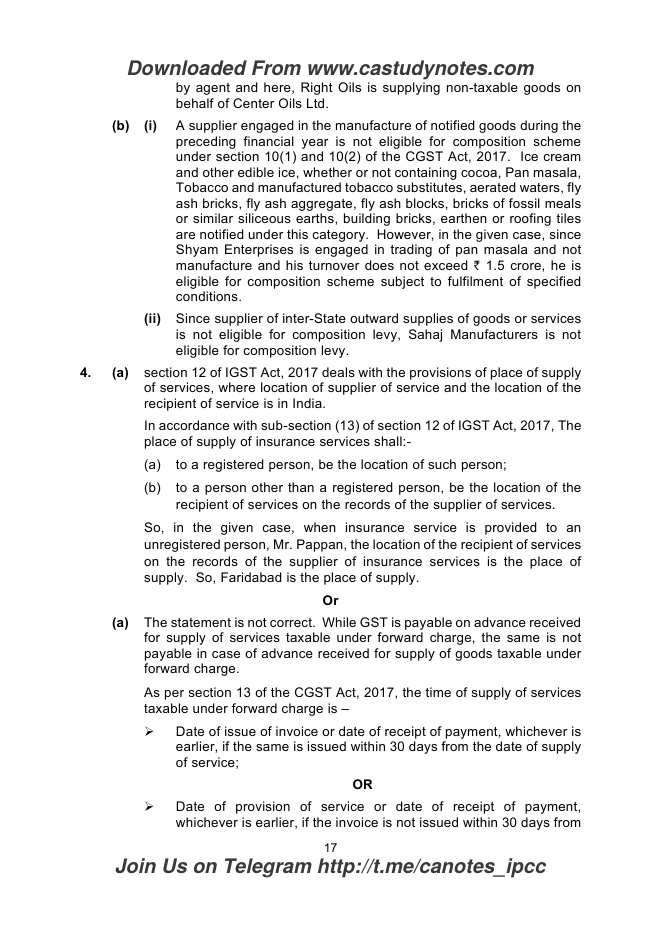 Downloaded From www.castudynotes.com
by agent and here, Right Oils is supplying non-taxable goods on
behalf of Center Oils Ltd.
(b) (i) A supplier engaged in the manufacture of notified goods during the
preceding financial year is not eligible for composition scheme
under section 10(1) and 10(2) of the CGST Act, 2017. Ice cream
and other edible ice, whether or not containing cocoa, Pan masala,
Tobacco and manufactured tobacco substitutes, aerated waters, fly
ash bricks, fly ash aggregate, fly ash blocks, bricks of fossil meals
or similar siliceous earths, building bricks, earthen or roofing tiles
are notified under this category. However, in the given case, since
Shyam Enterprises is engaged in trading of pan masala and not
manufacture and his turnover does not exceed ₹ 1.5 crore, he is
eligible for composition scheme subject to fulfilment of specified
conditions.
(ii) Since supplier of inter-State outward supplies of goods or services
is not eligible for composition levy, Sahaj Manufacturers is not
eligible for composition levy.
4. (a) section 12 of IGST Act, 2017 deals with the provisions of place of supply
of services, where location of supplier of service and the location of the
recipient of service is in India.
In accordance with sub-section (13) of section 12 of IGST Act, 2017, The
place of supply of insurance services shall:-
(a) to a registered person, be the location of such person;
(b) to a person other than a registered person, be the location of the
recipient of services on the records of the supplier of services.
So, in the given case, when insurance service is provided to an
unregistered person, Mr. Pappan, the location of the recipient of services
on the records of the supplier of insurance services is the place of
supply. So, Faridabad is the place of supply.
Or
(a) The statement is not correct. While GST is payable on advance received
for supply of services taxable under forward charge, the same is not
payable in case of advance received for supply of goods taxable under
forward charge.
As per section 13 of the CGST Act, 2017, the time of supply of services
taxable under forward charge is –
➢ Date of issue of invoice or date of receipt of payment, whichever is
earlier, if the same is issued within 30 days from the date of supply
of service;
OR
➢ Date of provision of service or date of receipt of payment,
whichever is earlier, if the invoice is not issued within 30 days from
17
Join Us on Telegram http://t.me/canotes_ipcc